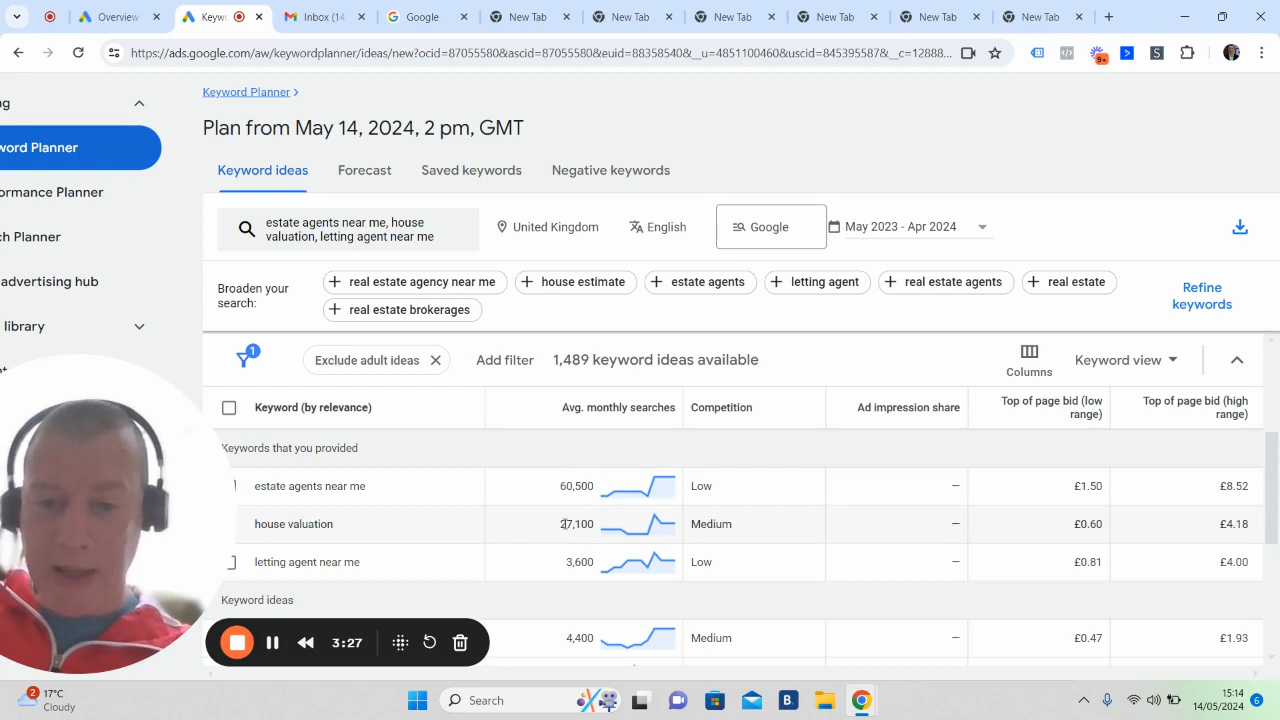 Overview
Keywo
Inbox (14
Google
New Tab
New Tab
New Tab
New Tab
New Tab
New Tab
https://ads.google.com/aw/keywordplanner/ideas/new?ocid=87055580&ascid=87055580&euid=88358540&__u=4851100460&uscid=845395587&__c=12888...
9+
S
ng
word Planner
ormance Planner
ch Planner
advertising hub
library
Keyword Planner >
Plan from May 14, 2024, 2 pm, GMT
Keyword ideas Forecast Saved keywords Negative keywords
estate agents near me, house
valuation, letting agent near me
United Kingdom
English
Google
May 2023 - Apr 2024
Broaden your
search:
+ real estate agency near me + house estimate + estate agents + letting agent + real estate agents + real estate
+ real estate brokerages
Refine
keywords
1
Exclude adult ideas
Add filter
1,489 keyword ideas available
Columns
Keyword view
Keyword (by relevance) Avg. monthly searches Competition Ad impression share Top of page bid (low range) Top of page bid (high range)
Keywords that you provided
estate agents near me 60,500 Low – £1.50 £8.52
house valuation 27,100 Medium – £0.60 £4.18
letting agent near me 3,600 Low – £0.81 £4.00
Keyword ideas
4,400 Medium – £0.47 £1.93
3:27
2
17°C
Cloudy
Search
B.
15:14
14/05/2024
6